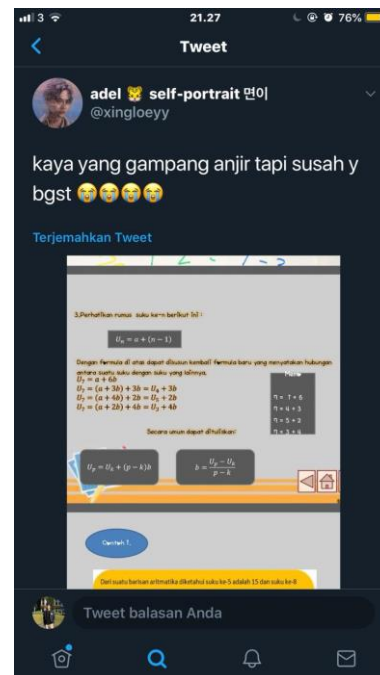 3 21.27 76%
Tweet
adel 🐯 self-portrait 면이
@xingloeyy
kaya yang gampang anjir tapi susah y
bgst 😭😭😭😭
Terjemahkan Tweet
3.Perhatikan rumus suku ke-n berikut ini :
Uₙ = a + (n − 1)
Dengan formula di atas dapat disusun kembali formula baru yang menyatakan hubungan
antara suatu suku dengan suku yang lainnya.
U₇ = a + 6b
U₇ = (a + 3b) + 3b = U₄ + 3b
U₇ = (a + 4b) + 2b = U₅ + 2b
U₇ = (a + 2b) + 4b = U₃ + 4b
7 = 1 + 6
7 = 4 + 3
7 = 5 + 2
7 = 3 + 4
Secara umum dapat dituliskan:
Uₚ = Uₖ + (p − k)b
b = (Uₚ − Uₖ) / (p − k)
Contoh 1.
Dari suatu barisan aritmatika diketahui suku ke-5 adalah 15 dan suku ke-8
Tweet balasan Anda